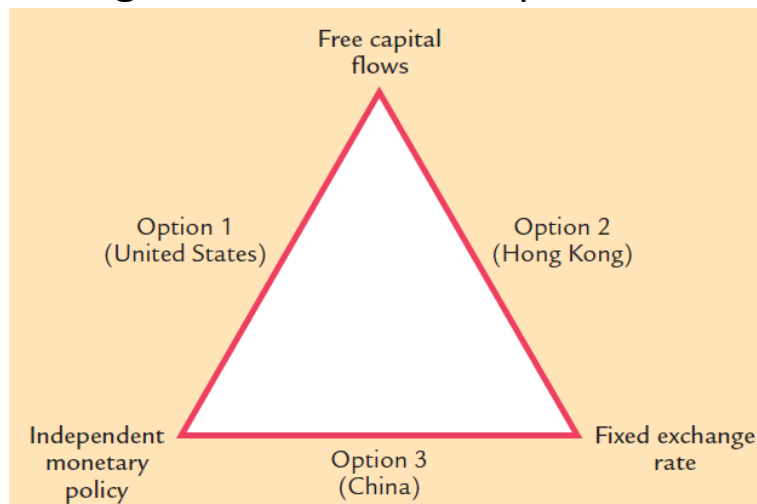 Free capital
flows
Option 1
(United States)
Option 2
(Hong Kong)
Independent
monetary
policy
Option 3
(China)
Fixed exchange
rate